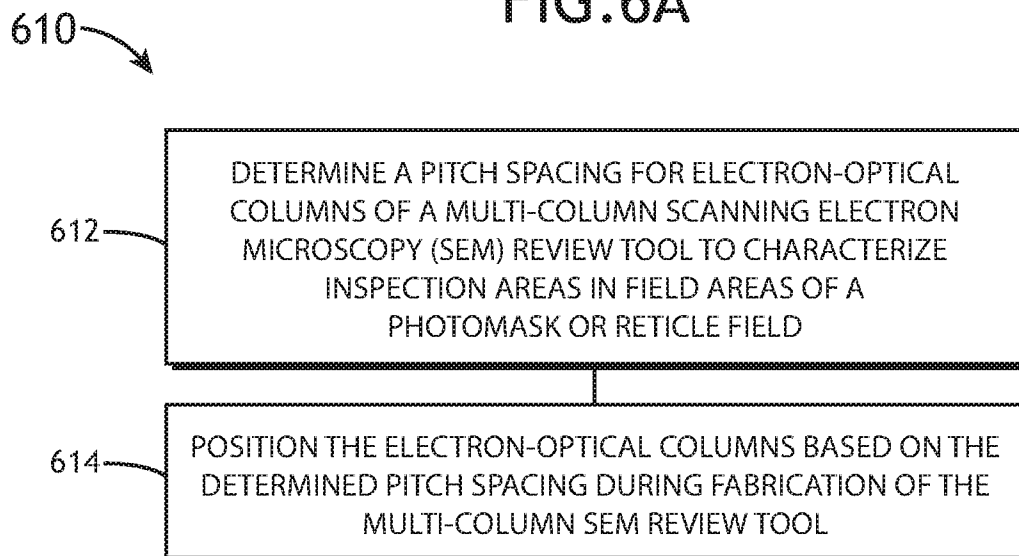 FIG.6A
610
DETERMINE A PITCH SPACING FOR ELECTRON-OPTICAL
COLUMNS OF A MULTI-COLUMN SCANNING ELECTRON
612
MICROSCOPY (SEM) REVIEW TOOL TO CHARACTERIZE
INSPECTION AREAS IN FIELD AREAS OF A
PHOTOMASK OR RETICLE FIELD
POSITION THE ELECTRON-OPTICAL COLUMNS BASED ON THE
614
DETERMINED PITCH SPACING DURING FABRICATION OF THE
MULTI-COLUMN SEM REVIEW TOOL